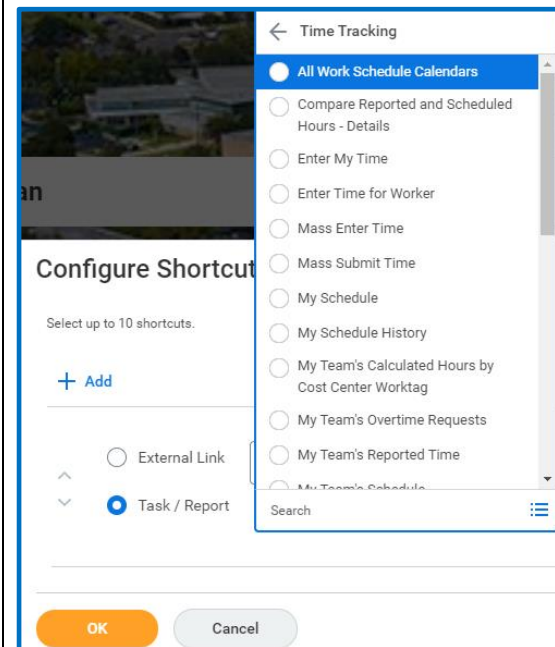 Time Tracking
All Work Schedule Calendars
Compare Reported and Scheduled
Hours - Details
Enter My Time
Enter Time for Worker
Mass Enter Time
Mass Submit Time
My Schedule
My Schedule History
My Team's Calculated Hours by
Cost Center Worktag
My Team's Overtime Requests
My Team's Reported Time
My Team's Schedule
Search
an
Configure Shortcut
Select up to 10 shortcuts.
Add
External Link
Task / Report
OK
Cancel